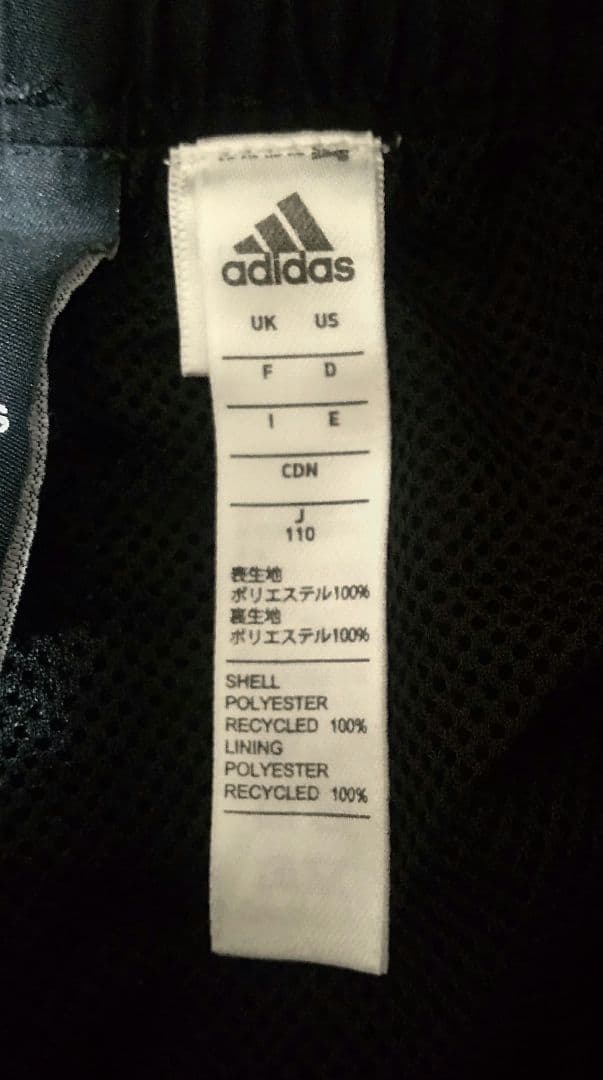 adidas
UK US
F D
I E
CDN
J
110
表生地
ポリエステル100%
裏生地
ポリエステル100%
SHELL
POLYESTER
RECYCLED 100%
LINING
POLYESTER
RECYCLED 100%
s